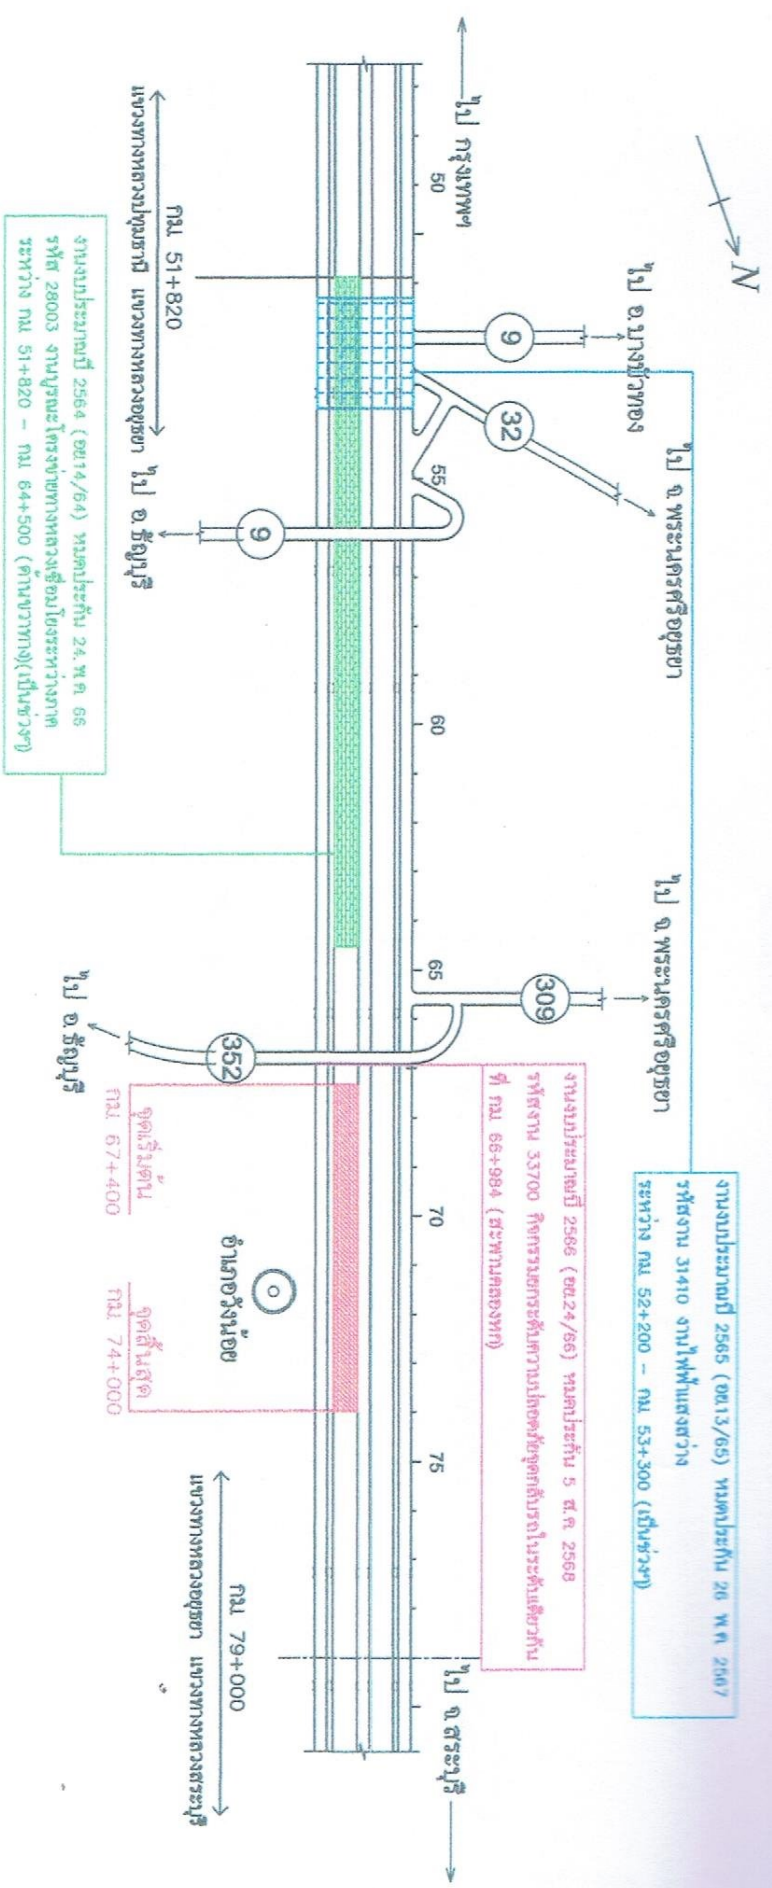 N
ไป กรุงเทพฯ
ไป อ.บางบัวทอง
ไป จ.พระนครศรีอยุธยา
ไป จ.พระนครศรีอยุธยา
ไป จ.สระบุรี
9
32
309
งานงบประมาณปี 2565 (อย.13/65) หมดประกัน 26 พ.ค. 2567
รหัสงาน 31410 งานไฟฟ้าแสงสว่าง
ระหว่าง กม. 52+200 - กม. 53+300 (เป็นช่วงๆ)
งานงบประมาณปี 2566 (อย.24/66) หมดประกัน 5 ส.ค. 2568
รหัสงาน 33700 กิจกรรมยกระดับความปลอดภัยจุดกลับรถในระดับเดียวกัน
ที่ กม. 66+984 (สะพานคลองหก)
50
55
60
65
70
75
9
352
กม. 51+820
แขวงทางหลวงปทุมธานี แขวงทางหลวงอยุธยา
ไป อ.ธัญบุรี
ไป อ.ธัญบุรี
จุดเริ่มต้น
กม. 67+400
อำเภอวังน้อย
จุดสิ้นสุด
กม. 74+000
กม. 79+000
แขวงทางหลวงอยุธยา แขวงทางหลวงสระบุรี
งานงบประมาณปี 2564 (อย.14/64) หมดประกัน 24 พ.ค. 66
รหัส 28003 งานบูรณะโครงข่ายทางหลวงเชื่อมโยงระหว่างภาค
ระหว่าง กม. 51+820 - กม. 64+500 (ด้านขวาทาง)(เป็นช่วงๆ)